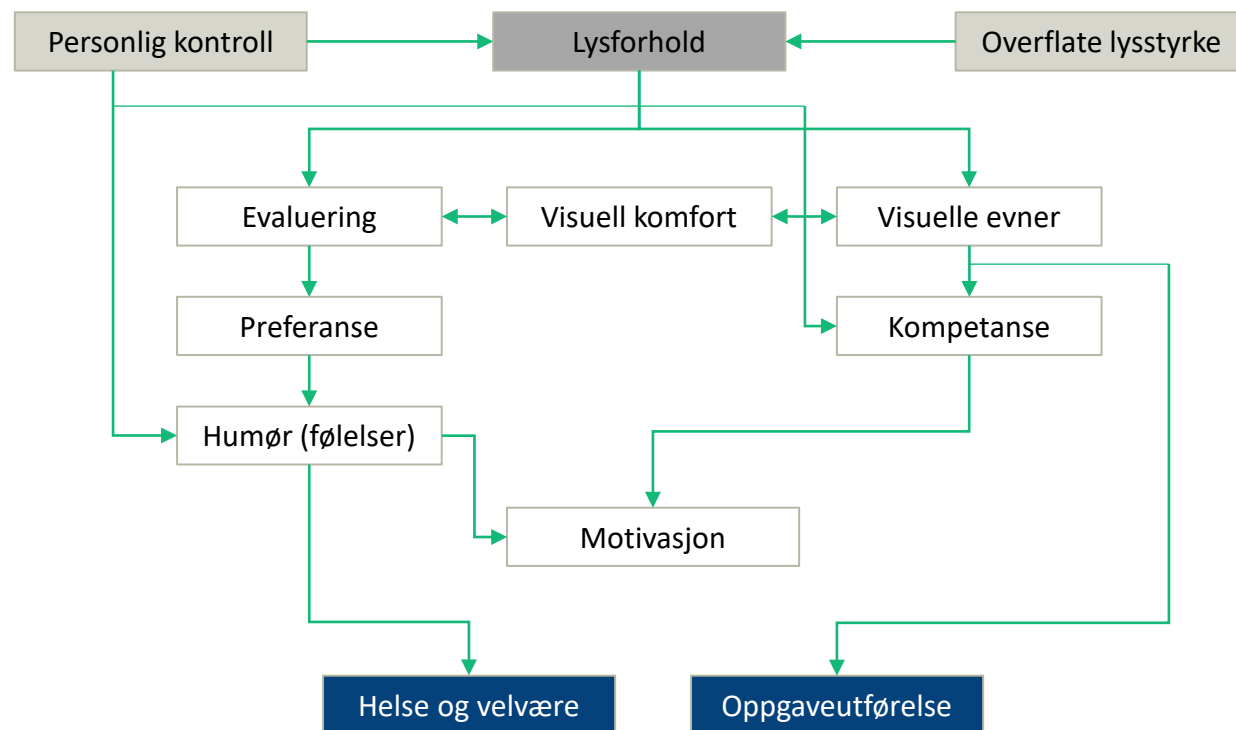 Personlig kontroll
Lysforhold
Overflate lysstyrke
Evaluering
Visuell komfort
Visuelle evner
Preferanse
Kompetanse
Humør (følelser)
Motivasjon
Helse og velvære
Oppgaveutførelse